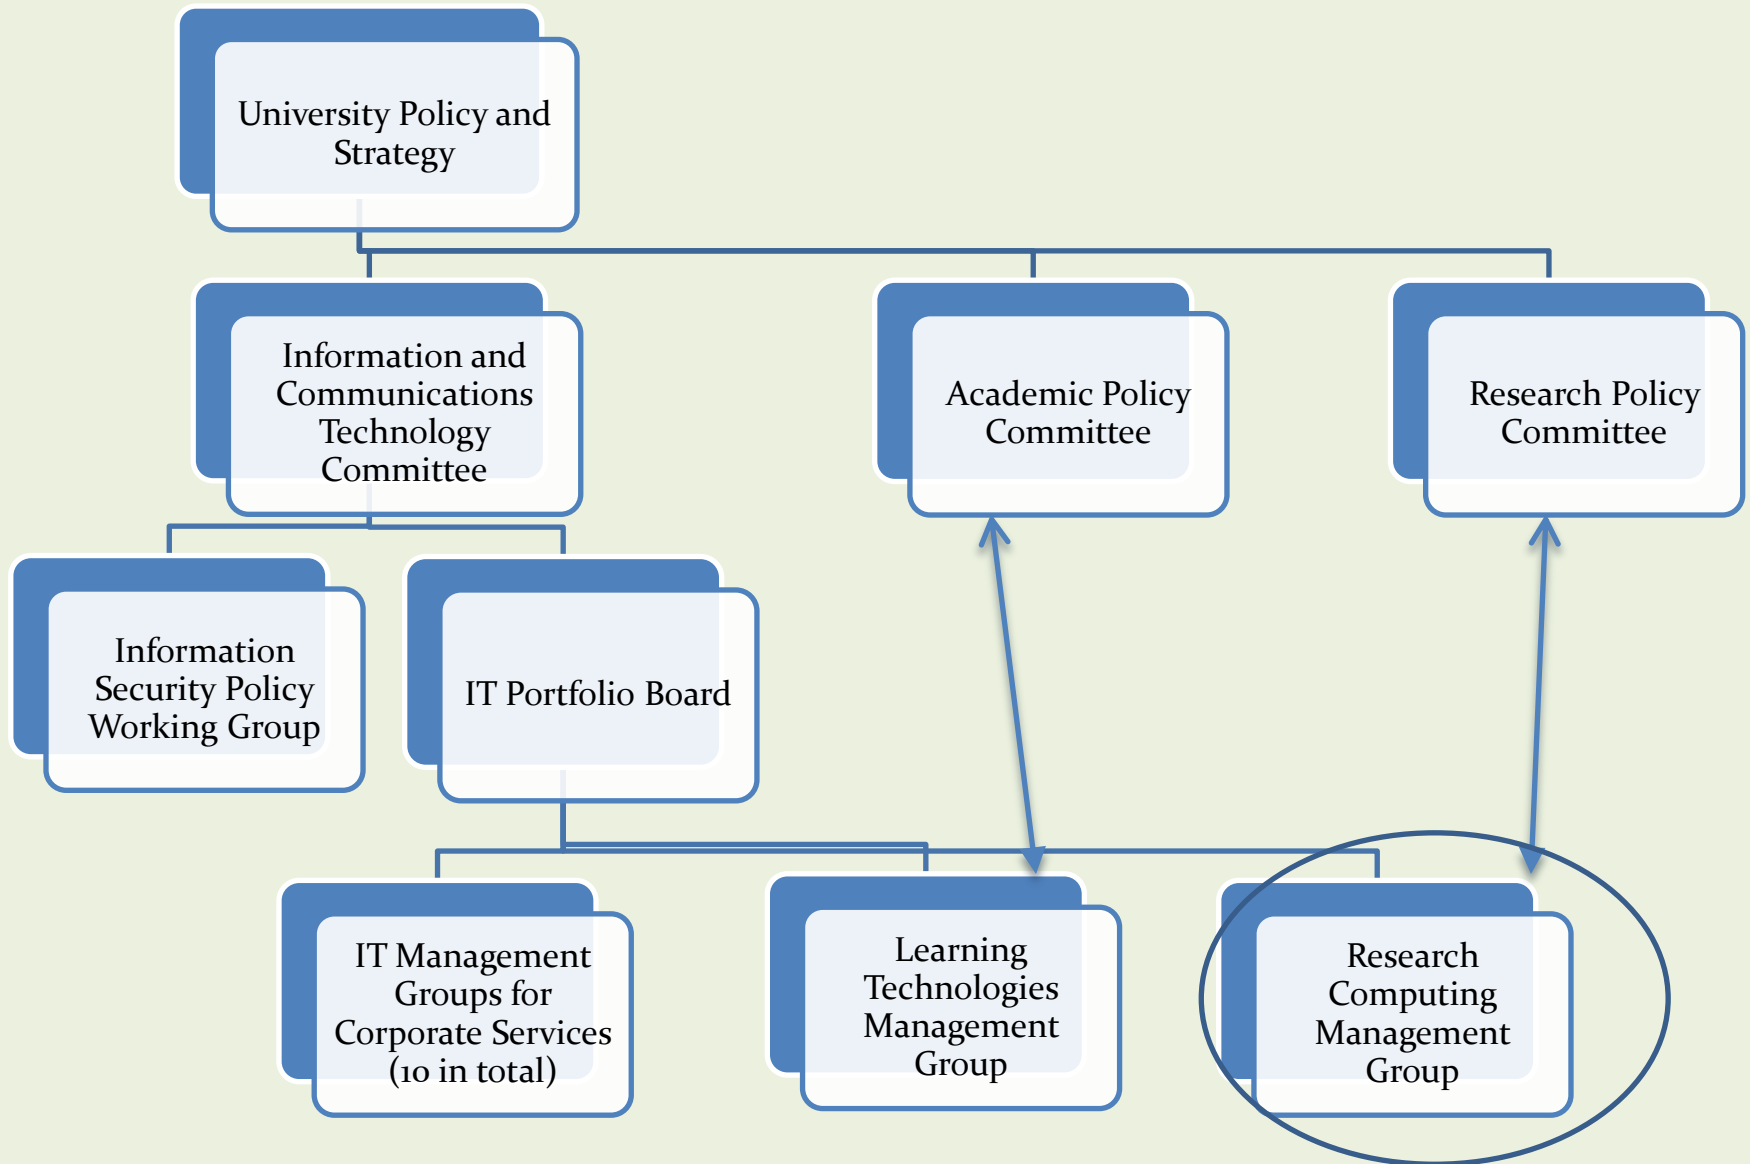 University Policy and
Strategy
Information and
Communications
Technology
Committee
Academic Policy
Committee
Research Policy
Committee
Information
Security Policy
Working Group
IT Portfolio Board
IT Management
Groups for
Corporate Services
(10 in total)
Learning
Technologies
Management
Group
Research
Computing
Management
Group